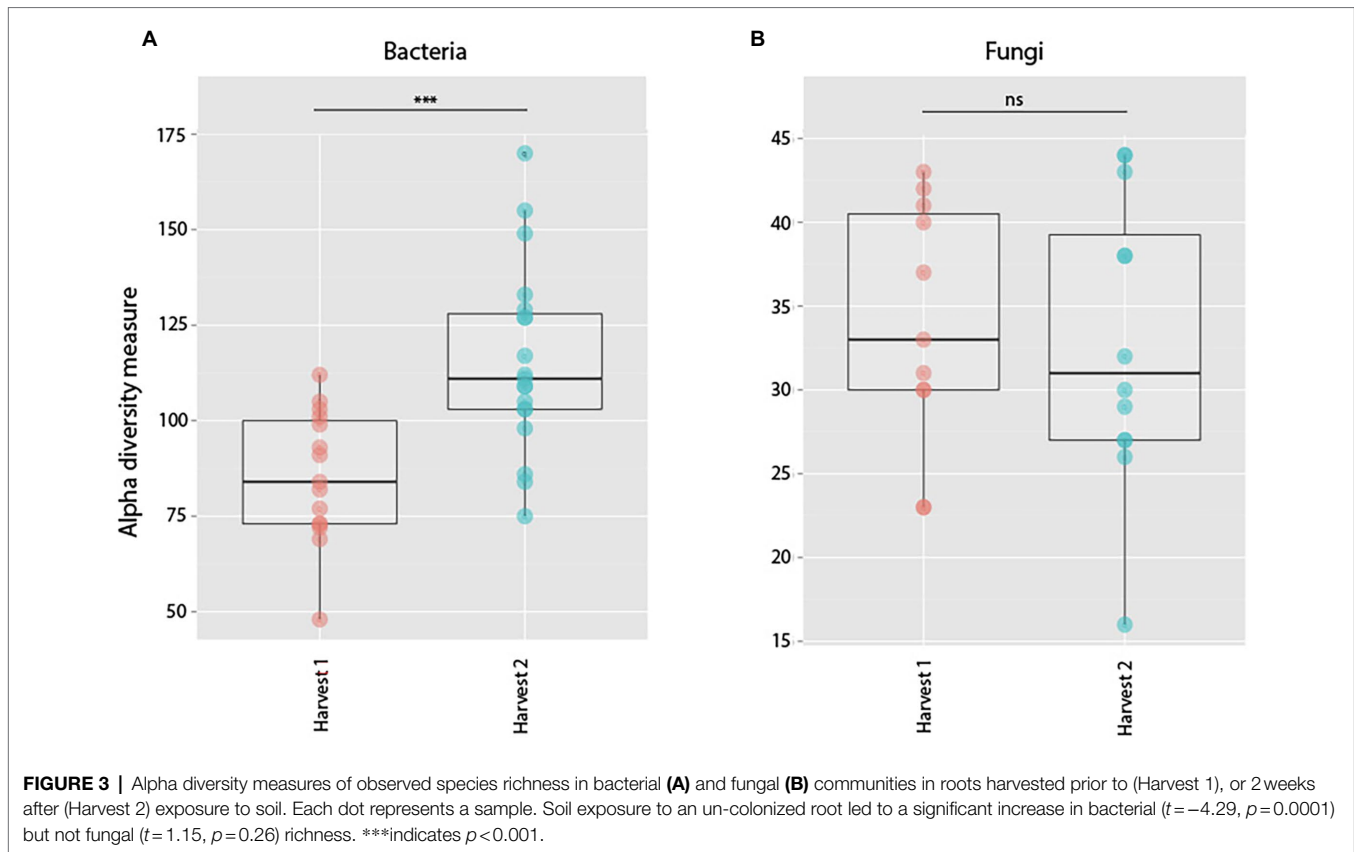 A
Bacteria
***
175
150
125
100
75
50
Alpha diversity measure
Harvest 1
Harvest 2
B
Fungi
ns
45
40
35
30
25
20
15
Harvest 1
Harvest 2
FIGURE 3 | Alpha diversity measures of observed species richness in bacterial (A) and fungal (B) communities in roots harvested prior to (Harvest 1), or 2 weeks
after (Harvest 2) exposure to soil. Each dot represents a sample. Soil exposure to an un-colonized root led to a significant increase in bacterial (t = −4.29, p = 0.0001)
but not fungal (t = 1.15, p = 0.26) richness. ***indicates p < 0.001.